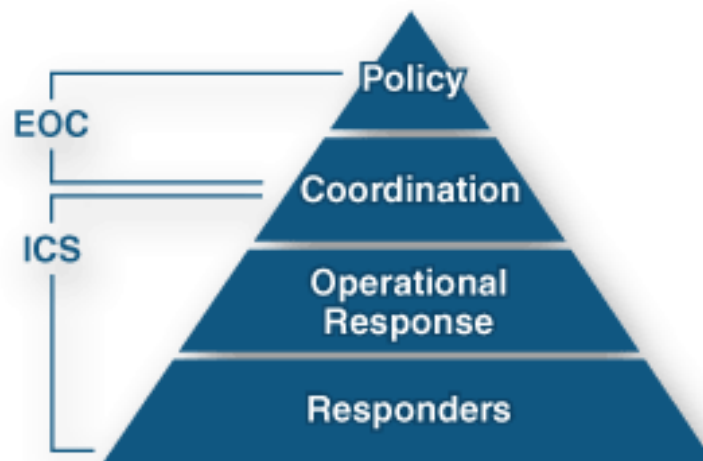 Policy
EOC
Coordination
ICS
Operational
Response
Responders